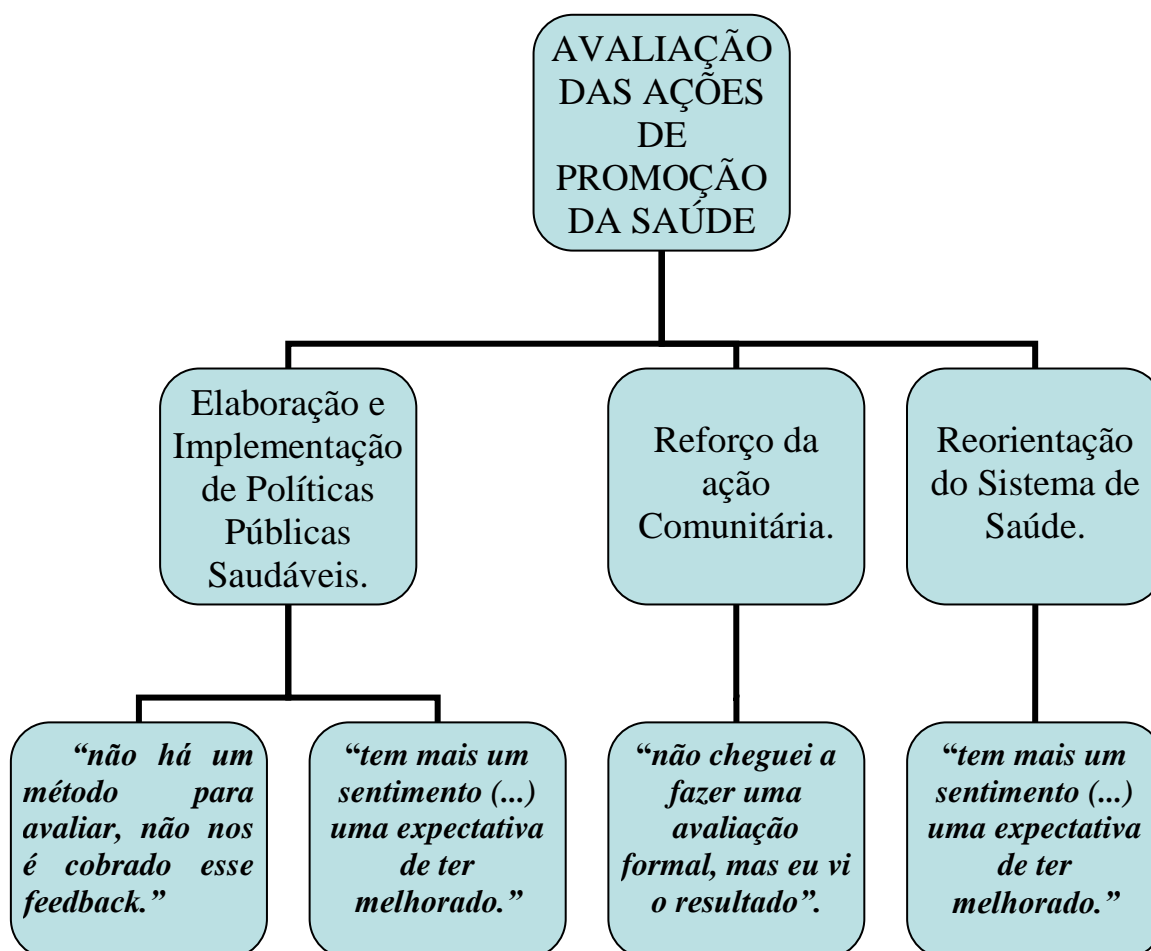 AVALIAÇÃO
DAS AÇÕES
DE
PROMOÇÃO
DA SAÚDE
Elaboração e
Implementação
de Políticas
Públicas
Saudáveis.
Reforço da
ação
Comunitária.
Reorientação
do Sistema de
Saúde.
“não há um
método para
avaliar, não nos
é cobrado esse
feedback.”
“tem mais um
sentimento (...)
uma expectativa
de ter
melhorado.”
“não cheguei a
fazer uma
avaliação
formal, mas eu vi
o resultado”.
“tem mais um
sentimento (...)
uma expectativa
de ter
melhorado.”